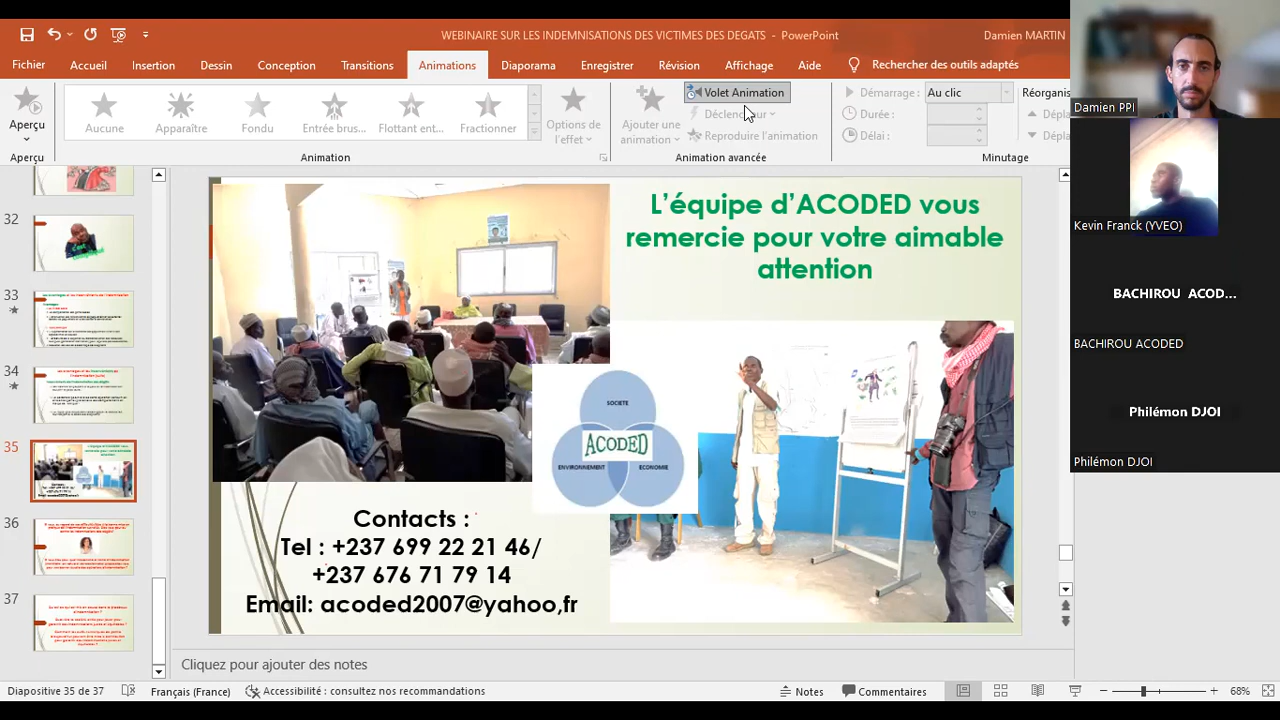 WEBINAIRE SUR LES INDEMNISATIONS DES VICTIMES DES DEGATS - PowerPoint
Damien MARTIN
Fichier Accueil Insertion Dessin Conception Transitions Animations Diaporama Enregistrer Révision Affichage Aide Rechercher des outils adaptés
Aperçu
Aucune Apparaître Fondu Entrée brus... Flottant ent... Fractionner
Options de l'effet
Ajouter une animation
Volet Animation
Reproduire l'animation
Démarrage : Au clic
Durée :
Délai :
Réorganis
Dépla
Dépla
Aperçu Animation Animation avancée Minutage
32
33
34
35
36
37
L'équipe d'ACODED vous
remercie pour votre aimable
attention
SOCIETE
ACODED
ENVIRONNEMENT
ECONOMIE
Contacts :
Tel : +237 699 22 21 46/
+237 676 71 79 14
Email: acoded2007@yahoo,fr
Cliquez pour ajouter des notes
Diapositive 35 de 37 Français (France) Accessibilité : consultez nos recommandations Notes Commentaires 68%
Damien PPI
Kevin Franck (YVEO)
BACHIROU ACOD...
BACHIROU ACODED
Philémon DJOI
Philémon DJOI